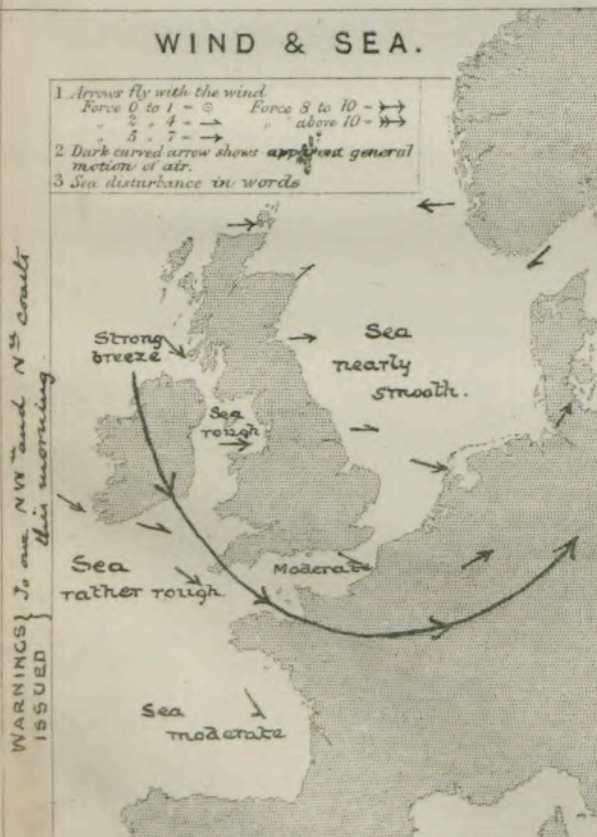 WIND & SEA.
1 Arrows fly with the wind
Force 0 to 1 = ⊙ Force 8 to 10 =
" 2 " 4 = " above 10 =
" 5 " 7 =
2 Dark curved arrow shows apparent general
motion of air.
3 Sea disturbance in words
Strong
breeze
Sea
nearly
smooth.
Sea
rough
Sea
rather rough.
Moderate
Sea
moderate
WARNINGS } To our NWn and Ns coasts
ISSUED } this morning.